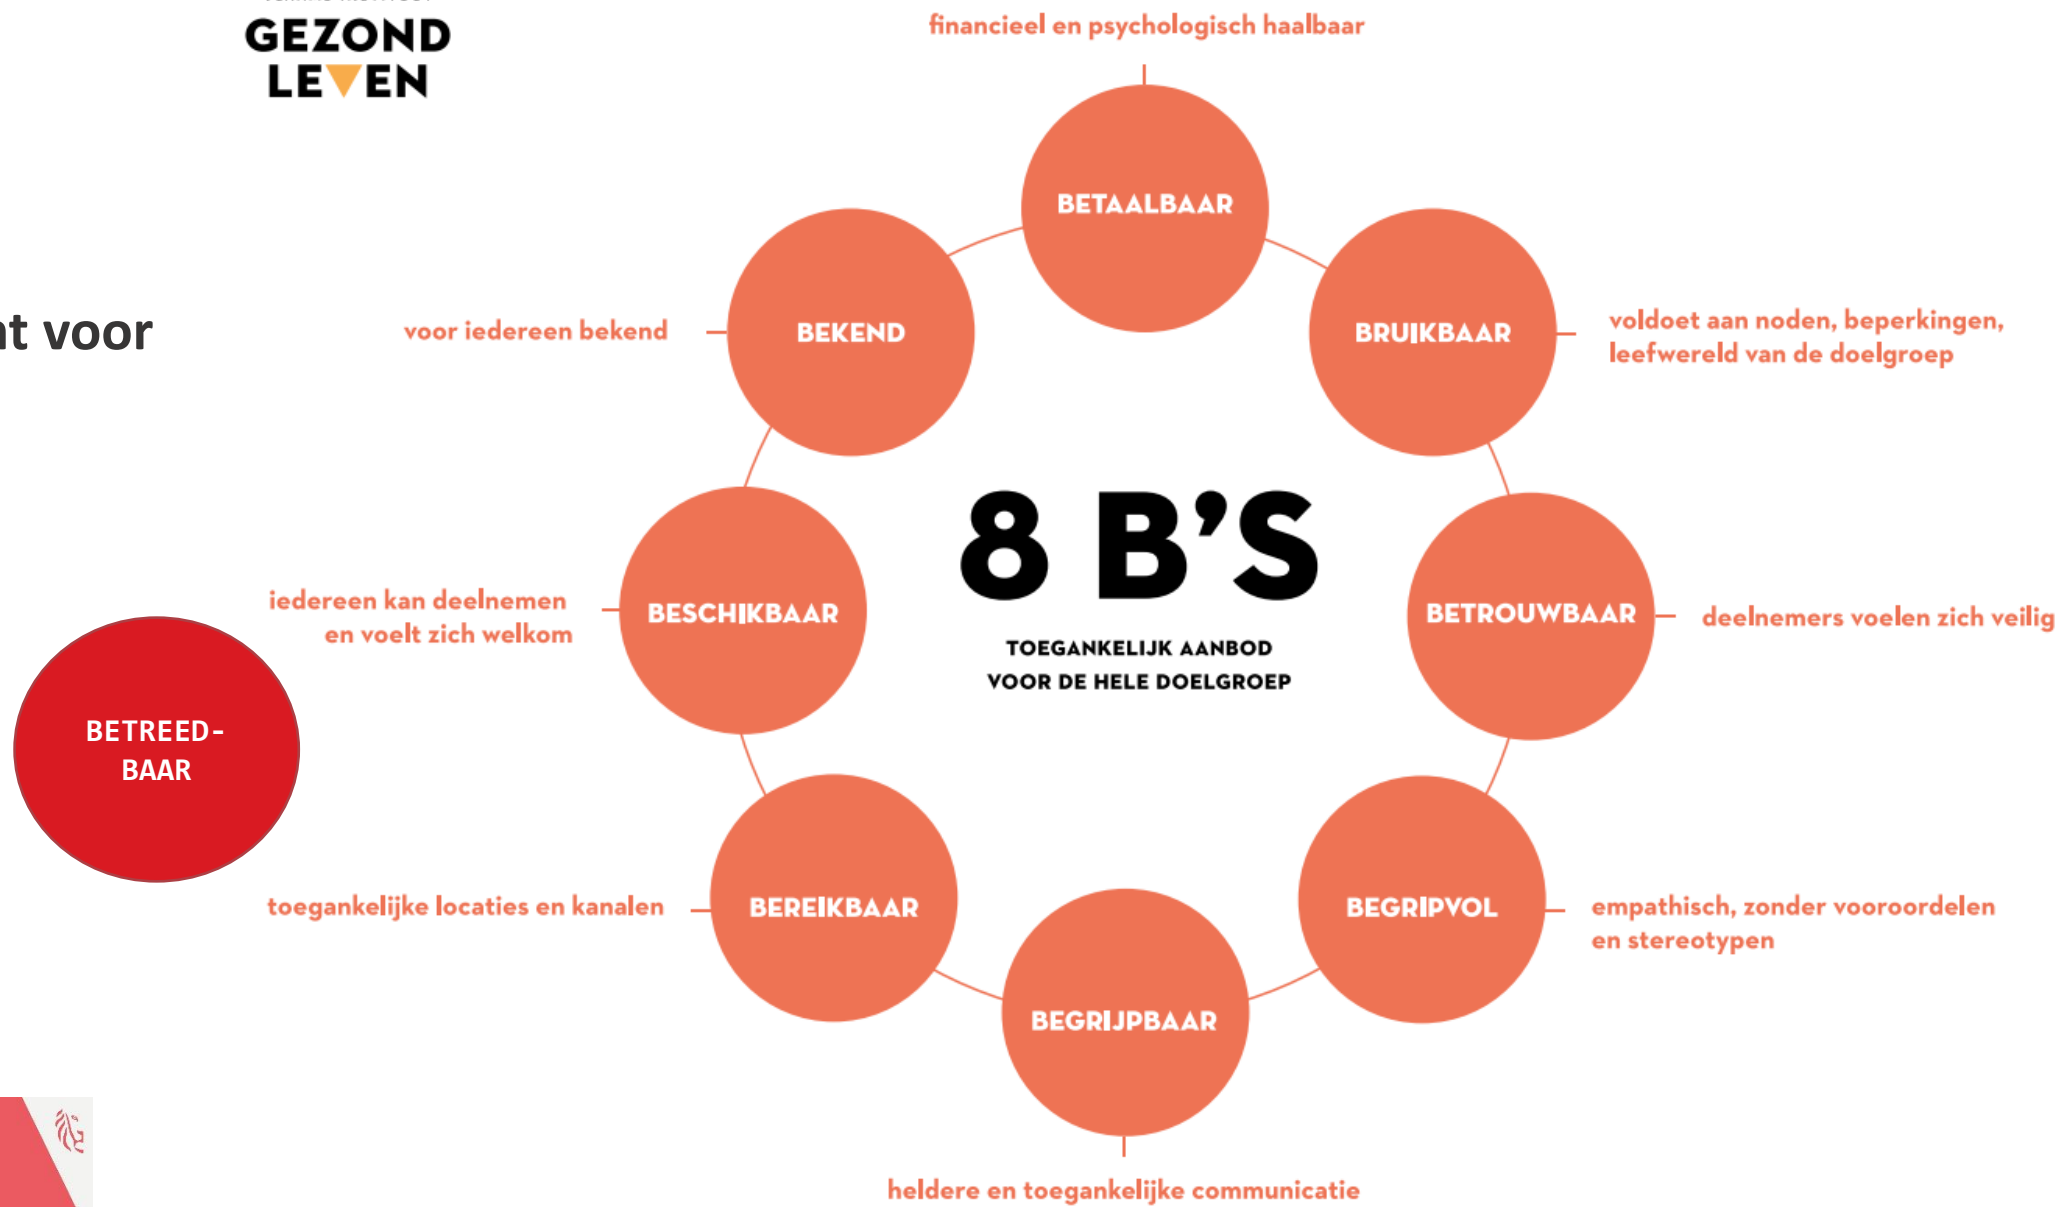 GEZOND
LEVEN
financieel en psychologisch haalbaar
BETAALBAAR
BEKEND
voor iedereen bekend
BRUIKBAAR
voldoet aan noden, beperkingen,
leefwereld van de doelgroep
voor
8 B'S
TOEGANKELIJK AANBOD
VOOR DE HELE DOELGROEP
BESCHIKBAAR
iedereen kan deelnemen
en voelt zich welkom
BETROUWBAAR
deelnemers voelen zich veilig
BETREED-
BAAR
BEREIKBAAR
toegankelijke locaties en kanalen
BEGRIPVOL
empathisch, zonder vooroordelen
en stereotypen
BEGRIJPBAAR
heldere en toegankelijke communicatie